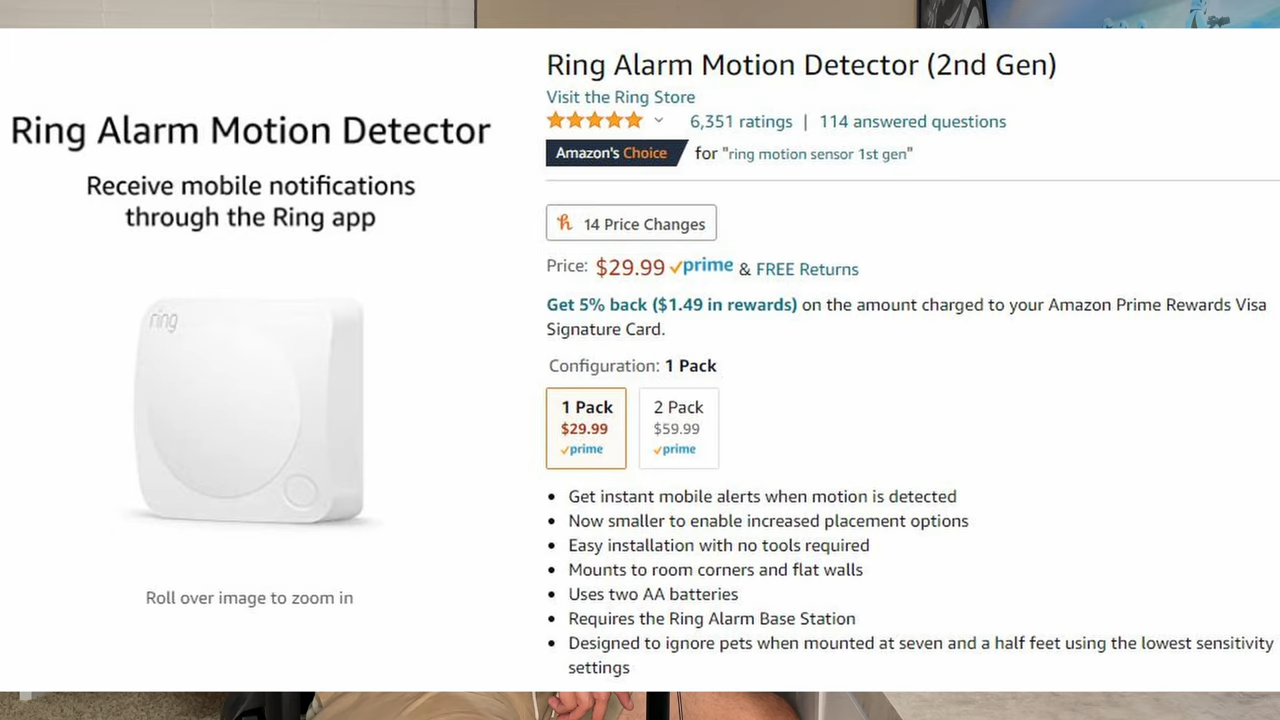 Ring Alarm Motion Detector
Receive mobile notifications
through the Ring app
ring
Roll over image to zoom in
Ring Alarm Motion Detector (2nd Gen)
Visit the Ring Store
6,351 ratings | 114 answered questions
Amazon's Choice for "ring motion sensor 1st gen"
14 Price Changes
Price: $29.99 prime & FREE Returns
Get 5% back ($1.49 in rewards) on the amount charged to your Amazon Prime Rewards Visa
Signature Card.
Configuration: 1 Pack
1 Pack 2 Pack
$29.99 $59.99
prime prime
• Get instant mobile alerts when motion is detected
• Now smaller to enable increased placement options
• Easy installation with no tools required
• Mounts to room corners and flat walls
• Uses two AA batteries
• Requires the Ring Alarm Base Station
• Designed to ignore pets when mounted at seven and a half feet using the lowest sensitivity
settings